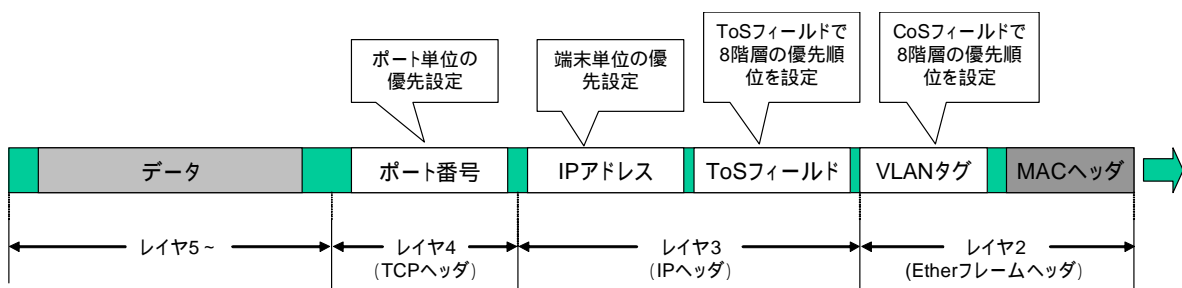 ポート単位の
優先設定
端末単位の優
先設定
ToSフィールドで
8階層の優先順
位を設定
CoSフィールドで
8階層の優先順
位を設定
データ
ポート番号
IPアドレス
ToSフィールド
VLANタグ
MACヘッダ
レイヤ5~
レイヤ4
(TCPヘッダ)
レイヤ3
(IPヘッダ)
レイヤ2
(Etherフレームヘッダ)